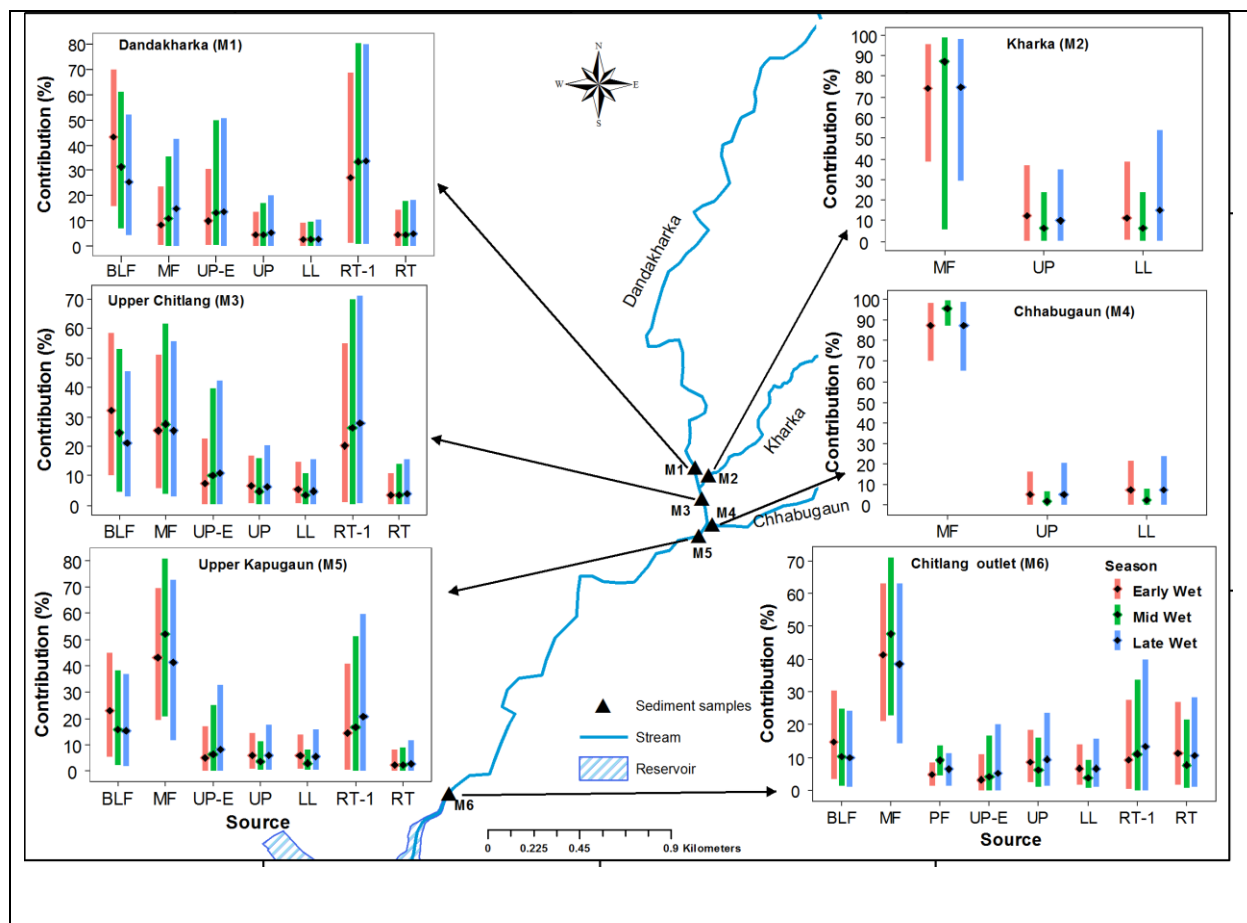 Dandakharka (M1)
Contribution (%)
80
70
60
50
40
30
20
10
0
BLF MF UP-E UP LL RT-1 RT
Upper Chitlang (M3)
Contribution (%)
70
60
50
40
30
20
10
0
BLF MF UP-E UP LL RT-1 RT
Upper Kapugaun (M5)
Contribution (%)
80
70
60
50
40
30
20
10
0
BLF MF UP-E UP LL RT-1 RT
Source
N
W E
S
Dandakharka
Kharka
Chhabugaun
M1
M2
M3
M4
M5
M6
Sediment samples
Stream
Reservoir
0 0.225 0.45 0.9 Kilometers
Kharka (M2)
Contribution (%)
100
90
80
70
60
50
40
30
20
10
0
MF UP LL
Chhabugaun (M4)
Contribution (%)
100
90
80
70
60
50
40
30
20
10
0
MF UP LL
Chitlang outlet (M6)
Contribution (%)
70
60
50
40
30
20
10
0
Season
Early Wet
Mid Wet
Late Wet
BLF MF PF UP-E UP LL RT-1 RT
Source